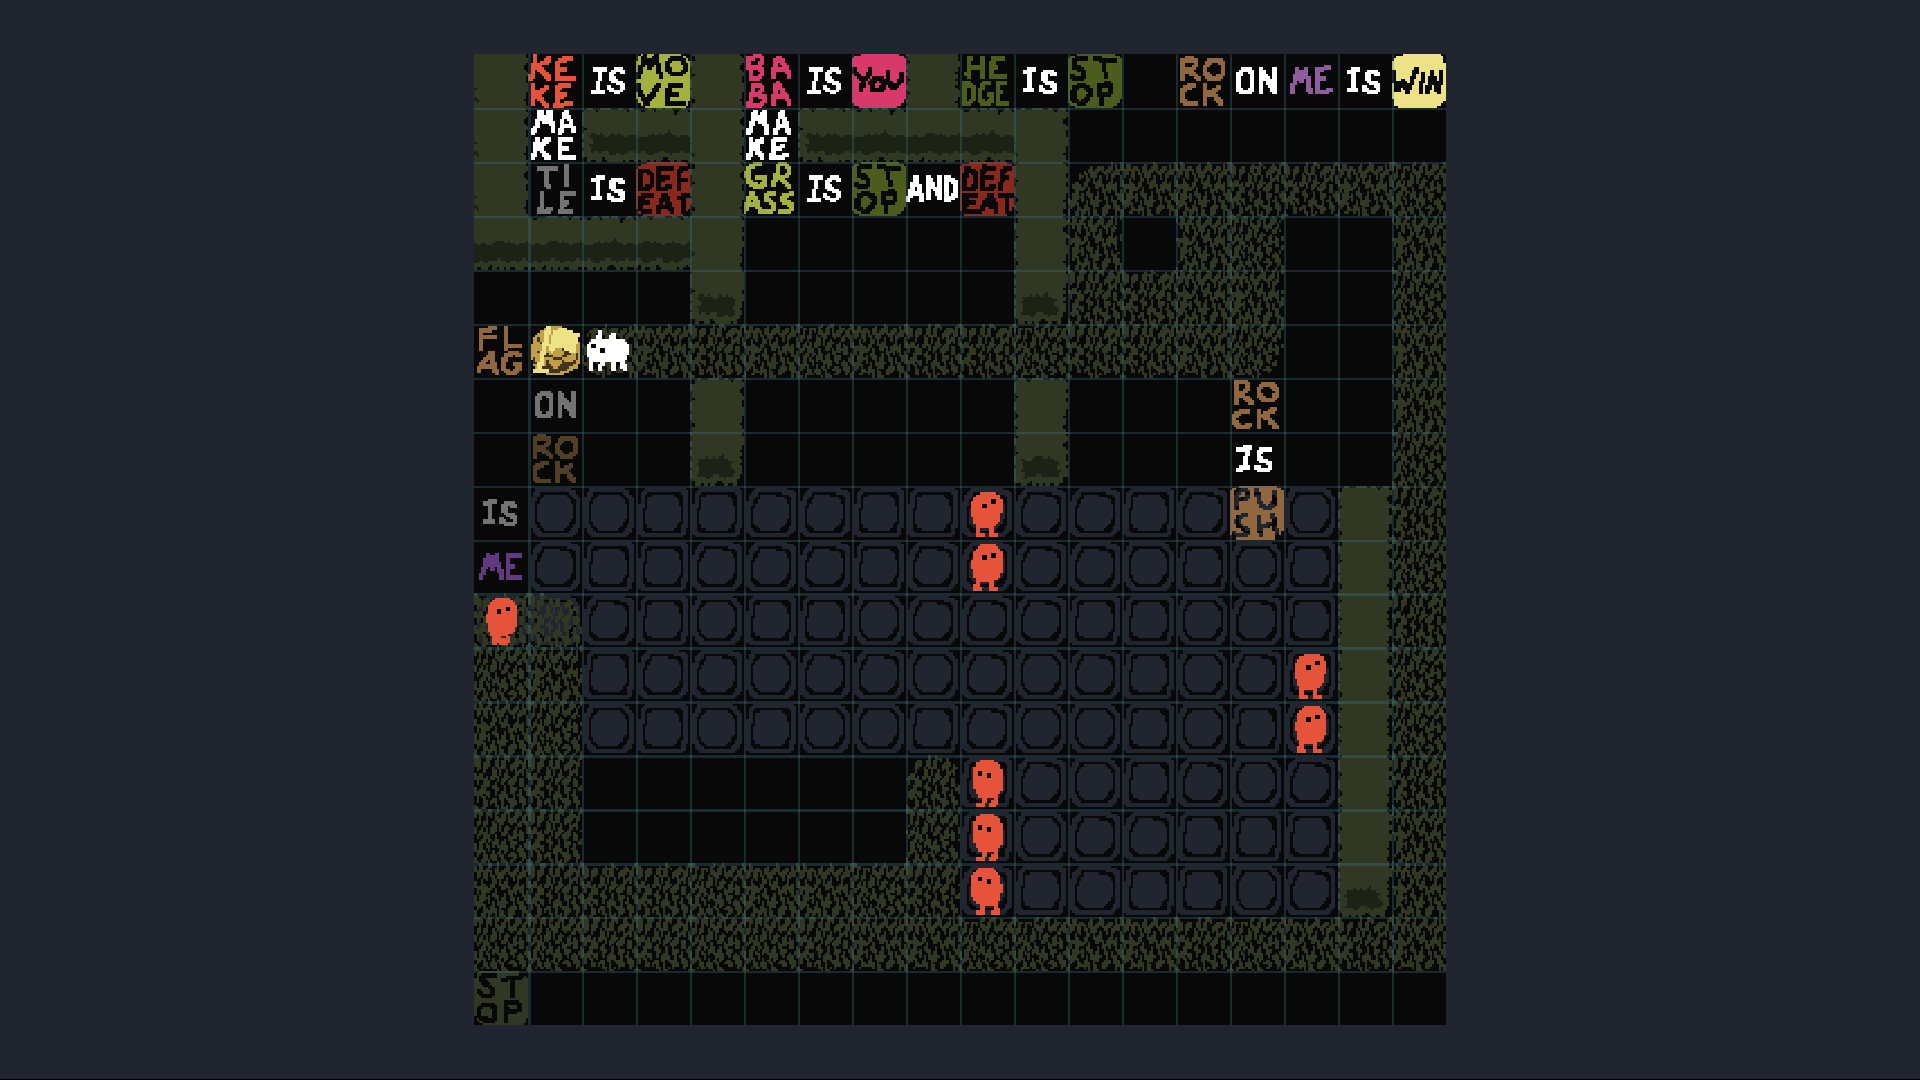 KEKE IS MOVE BABA IS YOU HEDGE IS STOP ROCK ON ME IS WIN
MAKE MAKE
TILE IS DEFEAT GRASS IS STOP AND DEFEAT
FLAG
ON ROCK
ROCK IS
IS PUSH
ME
STOP